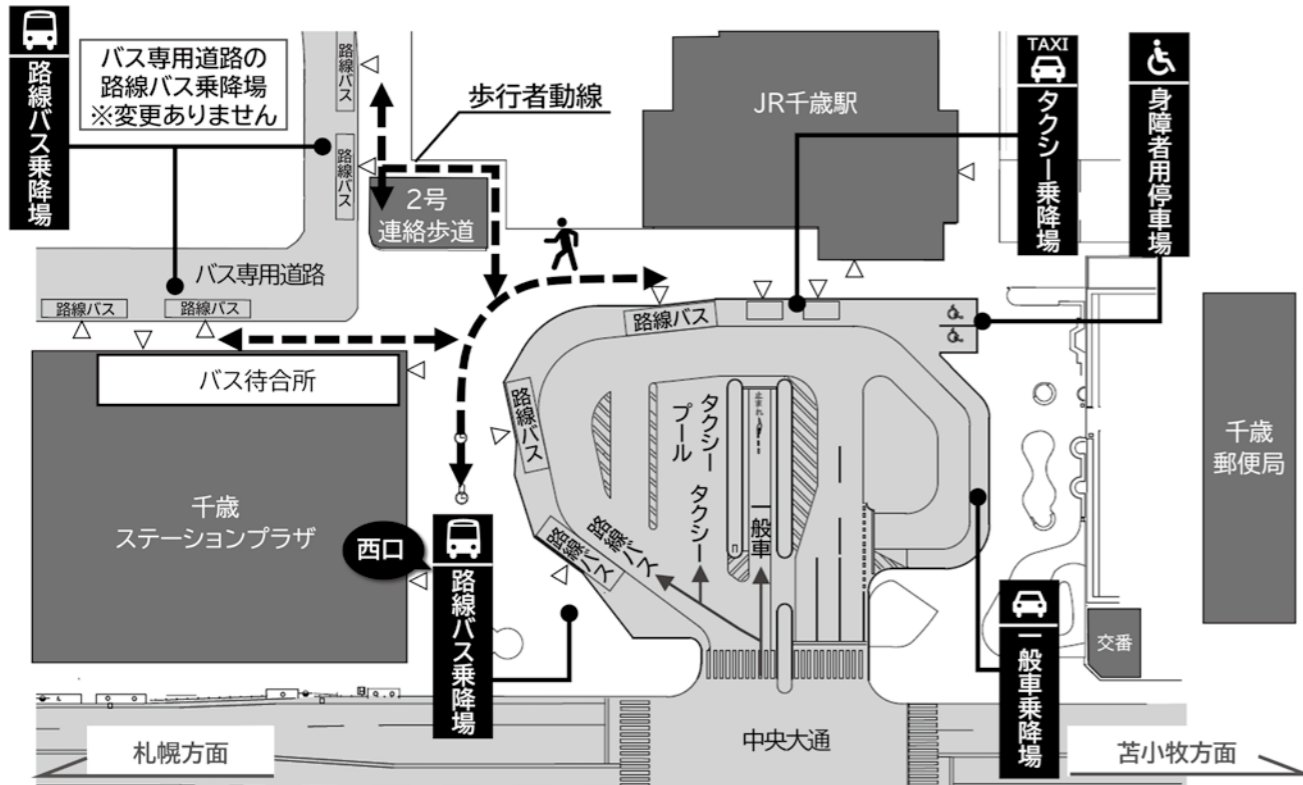 路線バス乗降場
バス専用道路の
路線バス乗降場
※変更ありません
路線バス
路線バス
歩行者動線
JR千歳駅
TAXI
タクシー乗降場
身障者用停車場
2号
連絡歩道
バス専用道路
路線バス
路線バス
路線バス
バス待合所
路線バス
タクシー
プール
止まれ
千歳
郵便局
千歳
ステーションプラザ
西口
路線バス乗降場
路線バス
路線バス
タクシー
一般車
一般車乗降場
交番
札幌方面
中央大通
苫小牧方面